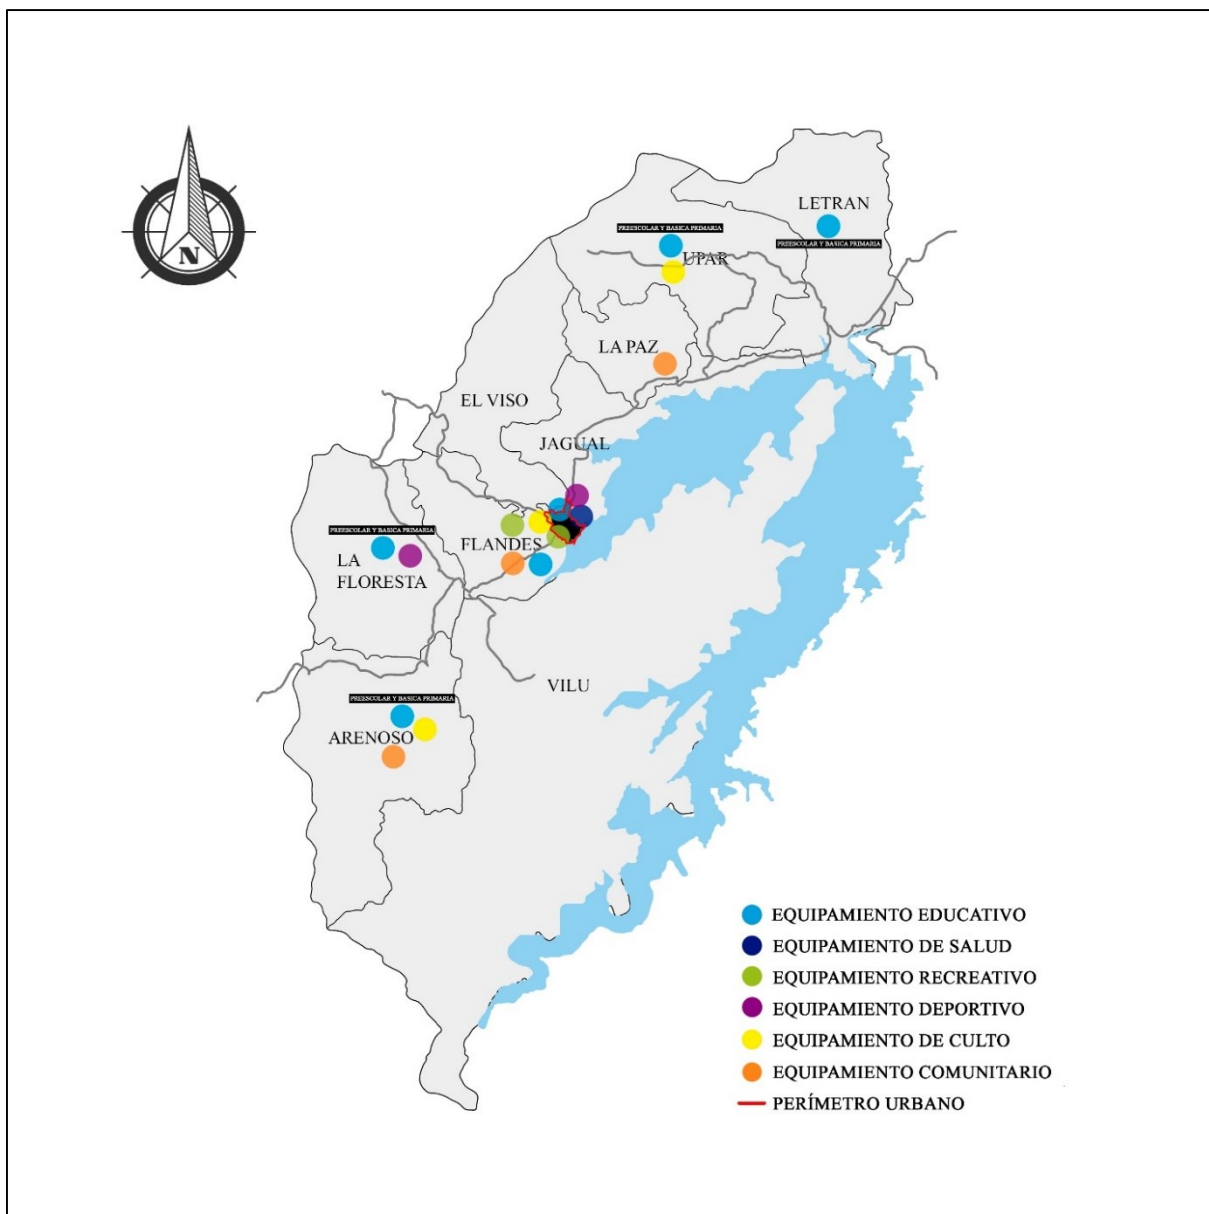 LETRAN
PREESCOLAR Y BASICA PRIMARIA
PREESCOLAR Y BASICA PRIMARIA
UPAR
LA PAZ
EL VISO
JAGUAL
PREESCOLAR Y BASICA PRIMARIA
FLANDES
LA
FLORESTA
VILU
PREESCOLAR Y BASICA PRIMARIA
ARENOSO
N
EQUIPAMIENTO EDUCATIVO
EQUIPAMIENTO DE SALUD
EQUIPAMIENTO RECREATIVO
EQUIPAMIENTO DEPORTIVO
EQUIPAMIENTO DE CULTO
EQUIPAMIENTO COMUNITARIO
PERÍMETRO URBANO